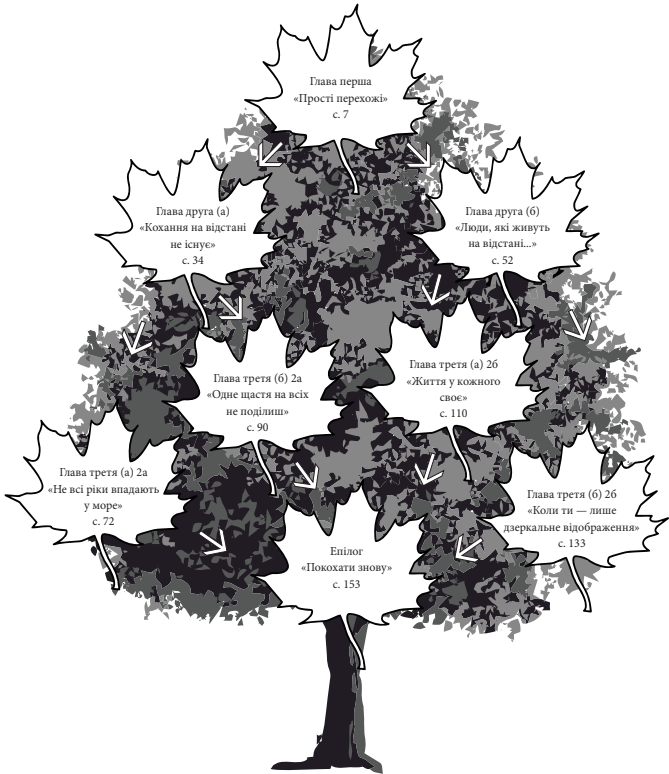 Глава перша
«Прості перехожі»
с. 7
Глава друга (а)
«Кохання на відстані
не існує»
с. 34
Глава друга (б)
«Люди, які живуть
на відстані...»
с. 52
Глава третя (б) 2а
«Одне щастя на всіх
не поділиш»
с. 90
Глава третя (а) 2б
«Життя у кожного
своє»
с. 110
Глава третя (а) 2а
«Не всі ріки впадають
у море»
с. 72
Глава третя (б) 2б
«Коли ти — лише
дзеркальне відображення»
с. 133
Епілог
«Покохати знову»
с. 153